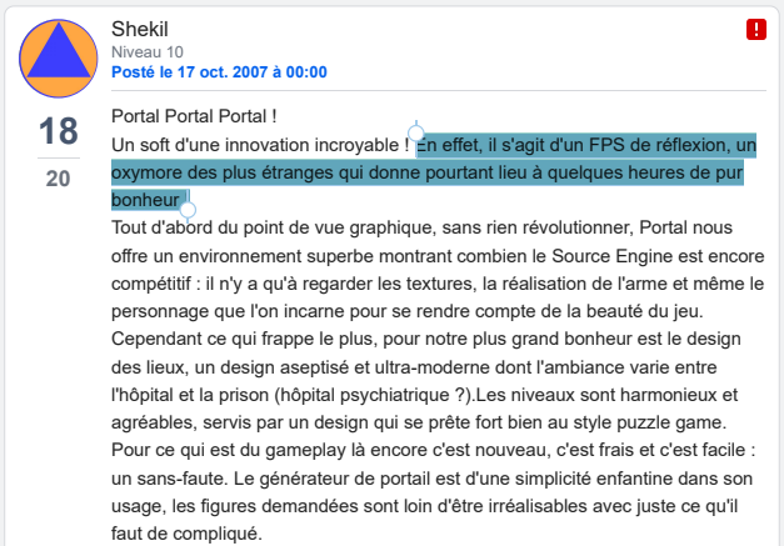 Shekil
Niveau 10
Posté le 17 oct. 2007 à 00:00
18
20
Portal Portal Portal !
Un soft d'une innovation incroyable ! En effet, il s'agit d'un FPS de réflexion, un
oxymore des plus étranges qui donne pourtant lieu à quelques heures de pur
bonheur
Tout d'abord du point de vue graphique, sans rien révolutionner, Portal nous
offre un environnement superbe montrant combien le Source Engine est encore
compétitif : il n'y a qu'à regarder les textures, la réalisation de l'arme et même le
personnage que l'on incarne pour se rendre compte de la beauté du jeu.
Cependant ce qui frappe le plus, pour notre plus grand bonheur est le design
des lieux, un design aseptisé et ultra-moderne dont l'ambiance varie entre
l'hôpital et la prison (hôpital psychiatrique ?).Les niveaux sont harmonieux et
agréables, servis par un design qui se prête fort bien au style puzzle game.
Pour ce qui est du gameplay là encore c'est nouveau, c'est frais et c'est facile :
un sans-faute. Le générateur de portail est d'une simplicité enfantine dans son
usage, les figures demandées sont loin d'être irréalisables avec juste ce qu'il
faut de compliqué.